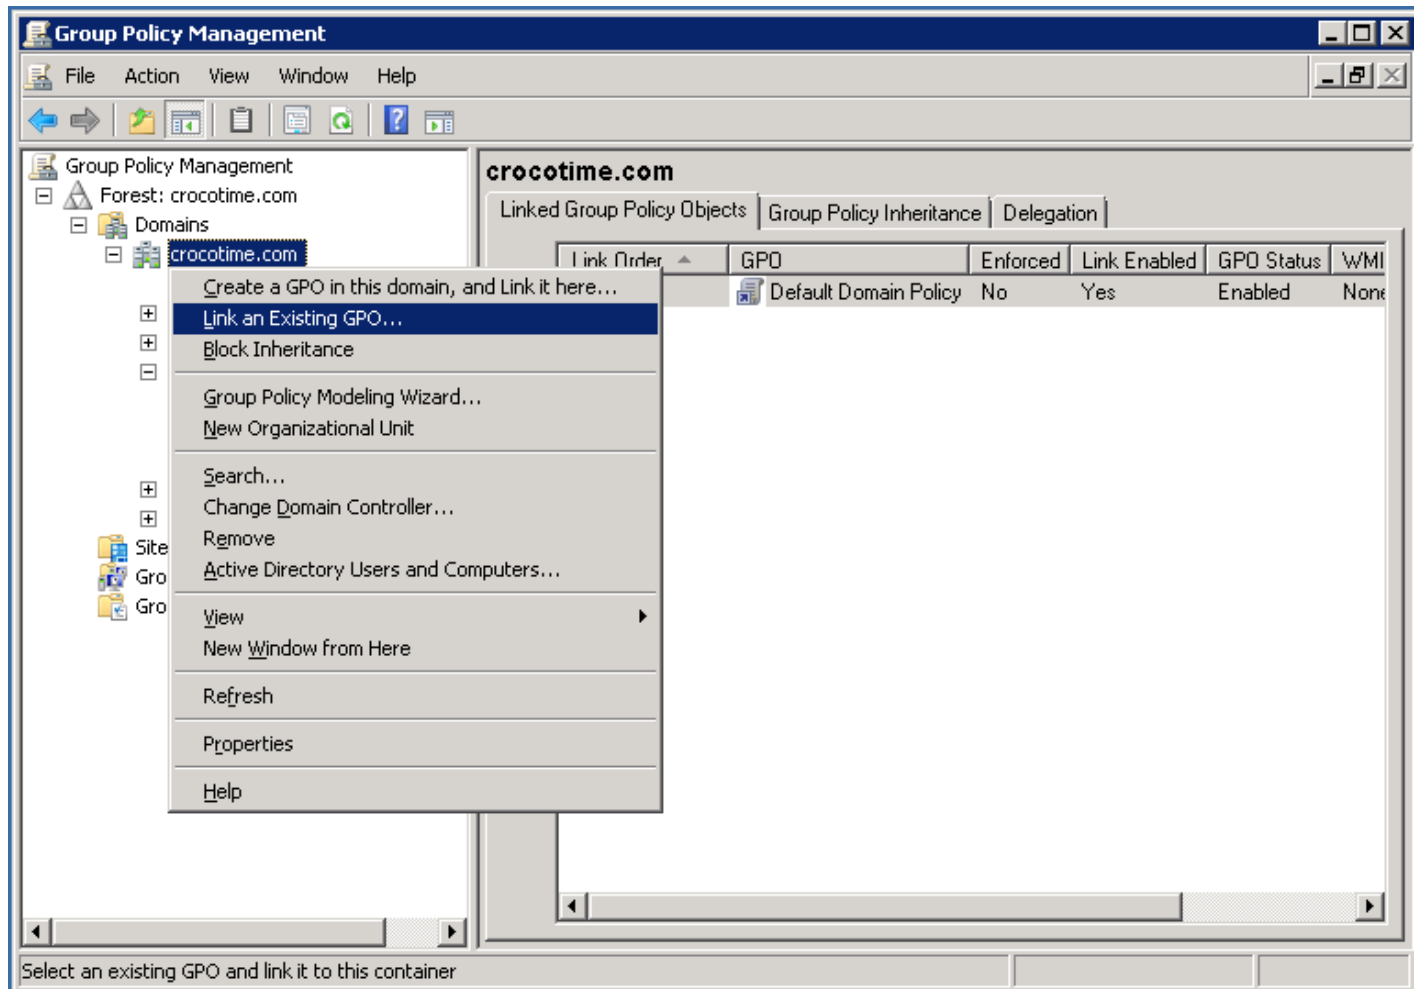 Group Policy Management
File Action View Window Help
Group Policy Management
Forest: crocotime.com
Domains
crocotime.com
Create a GPO in this domain, and Link it here...
Link an Existing GPO...
Block Inheritance
Group Policy Modeling Wizard...
New Organizational Unit
Search...
Change Domain Controller...
Remove
Active Directory Users and Computers...
View
New Window from Here
Refresh
Properties
Help
Site
Gro
Gro
crocotime.com
Linked Group Policy Objects Group Policy Inheritance Delegation
Link Order GPO Enforced Link Enabled GPO Status WMI
Default Domain Policy No Yes Enabled None
Select an existing GPO and link it to this container